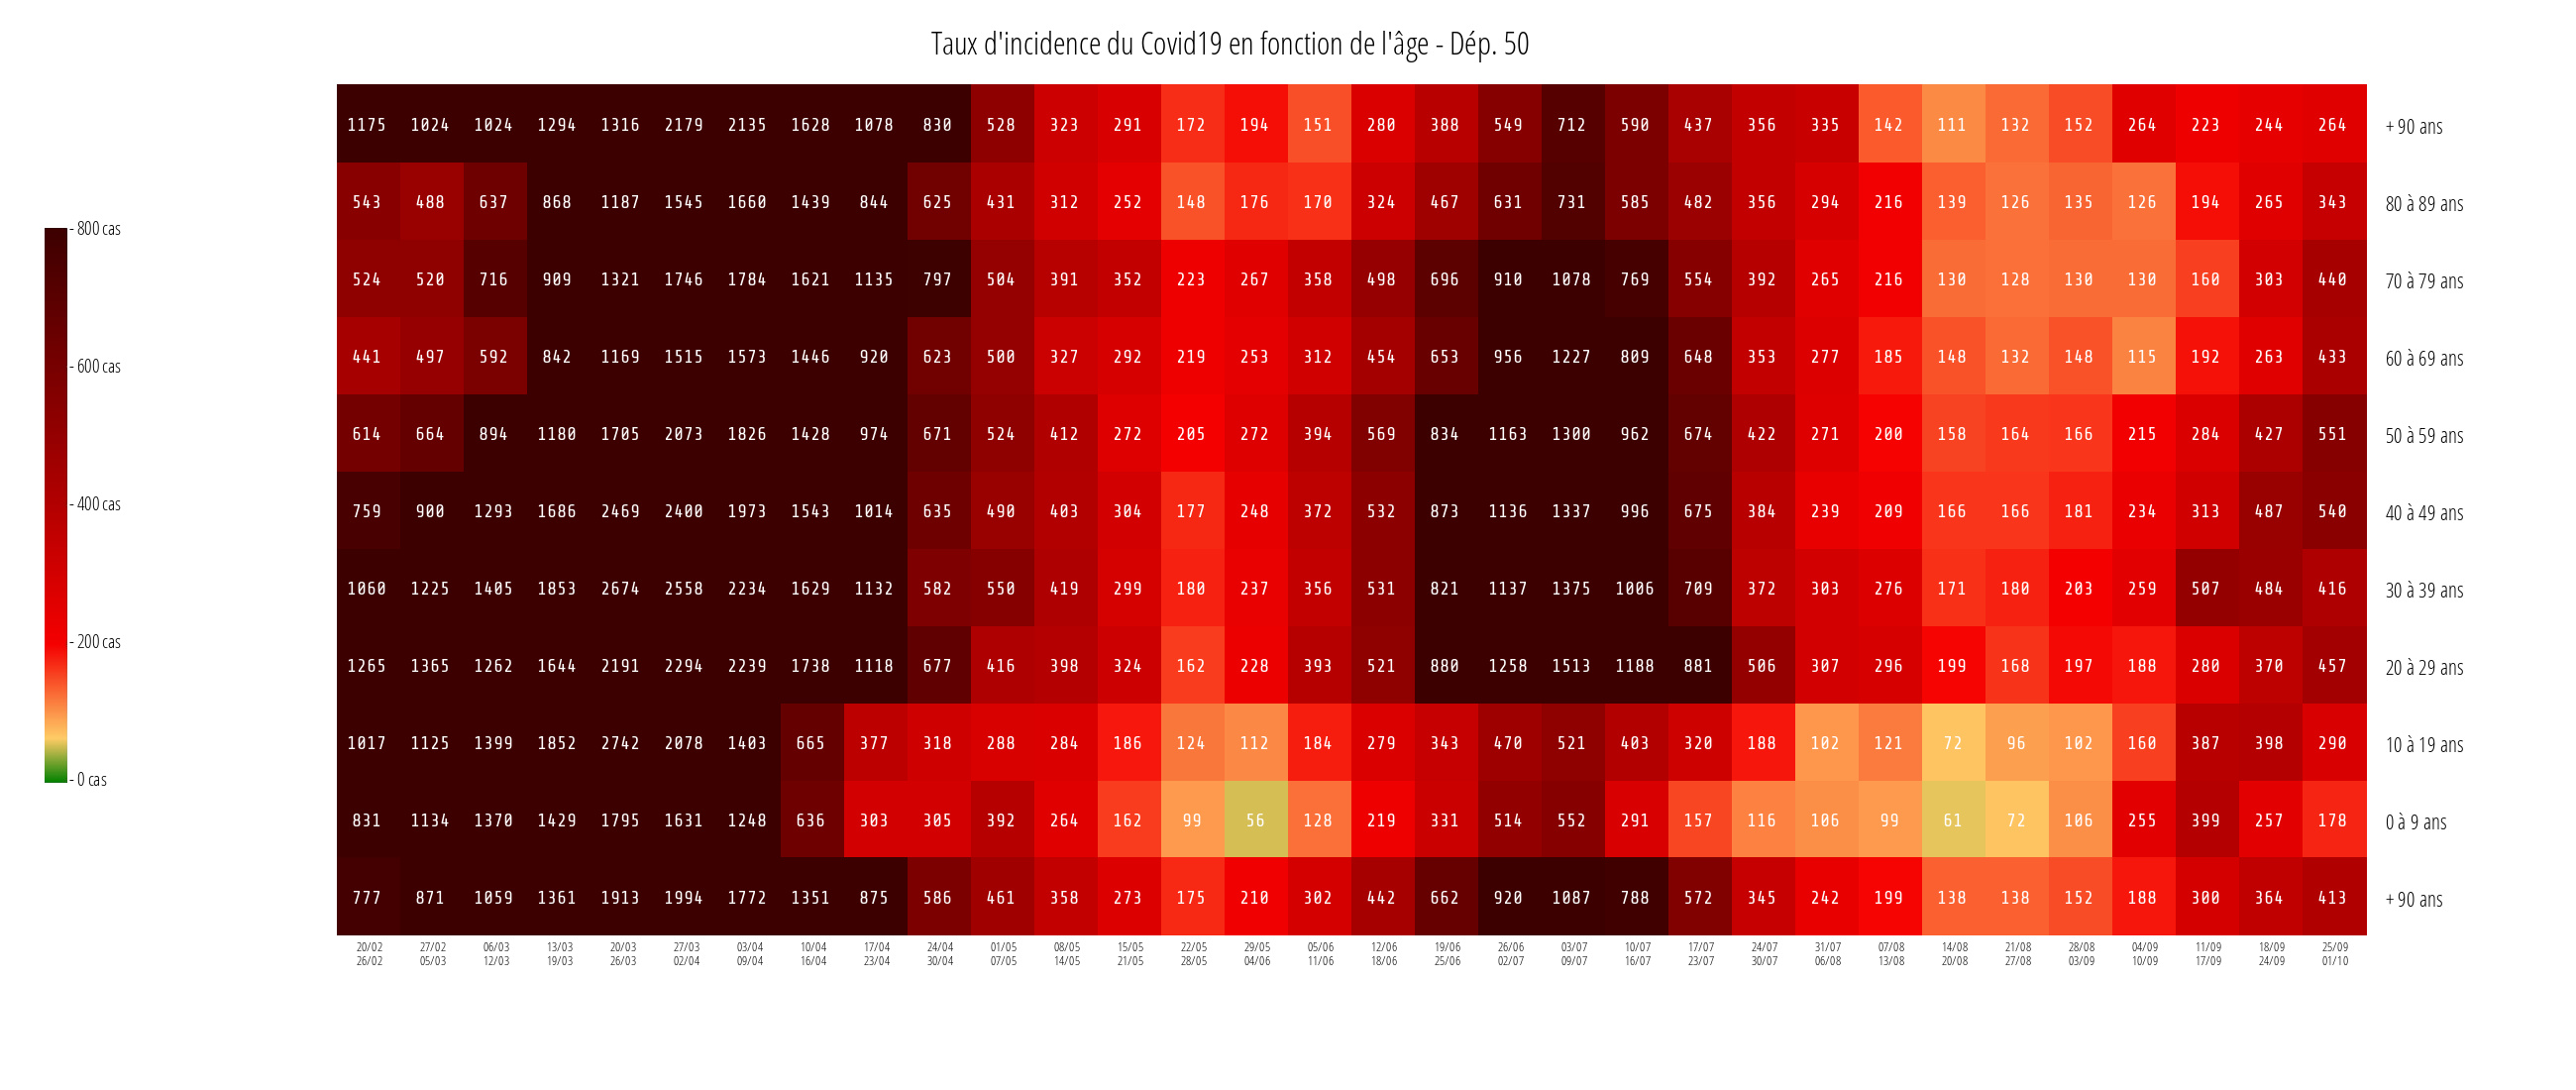 Taux d'incidence du Covid19 en fonction de l'âge - Dép. 50
- 800 cas
- 600 cas
- 400 cas
- 200 cas
- 0 cas
1175 1024 1024 1294 1316 2179 2135 1628 1078 830 528 323 291 172 194 151 280 388 549 712 590 437 356 335 142 111 132 152 264 223 244 264 + 90 ans
543 488 637 868 1187 1545 1660 1439 844 625 431 312 252 148 176 170 324 467 631 731 585 482 356 294 216 139 126 135 126 194 265 343 80 à 89 ans
524 520 716 909 1321 1746 1784 1621 1135 797 504 391 352 223 267 358 498 696 910 1078 769 554 392 265 216 130 128 130 130 160 303 440 70 à 79 ans
441 497 592 842 1169 1515 1573 1446 920 623 500 327 292 219 253 312 454 653 956 1227 809 648 353 277 185 148 132 148 115 192 263 433 60 à 69 ans
614 664 894 1180 1705 2073 1826 1428 974 671 524 412 272 205 272 394 569 834 1163 1300 962 674 422 271 200 158 164 166 215 284 427 551 50 à 59 ans
759 900 1293 1686 2469 2400 1973 1543 1014 635 490 403 304 177 248 372 532 873 1136 1337 996 675 384 239 209 166 166 181 234 313 487 540 40 à 49 ans
1060 1225 1405 1853 2674 2558 2234 1629 1132 582 550 419 299 180 237 356 531 821 1137 1375 1006 709 372 303 276 171 180 203 259 507 484 416 30 à 39 ans
1265 1365 1262 1644 2191 2294 2239 1738 1118 677 416 398 324 162 228 393 521 880 1258 1513 1188 881 506 307 296 199 168 197 188 280 370 457 20 à 29 ans
1017 1125 1399 1852 2742 2078 1403 665 377 318 288 284 186 124 112 184 279 343 470 521 403 320 188 102 121 72 96 102 160 387 398 290 10 à 19 ans
831 1134 1370 1429 1795 1631 1248 636 303 305 392 264 162 99 56 128 219 331 514 552 291 157 116 106 99 61 72 106 255 399 257 178 0 à 9 ans
777 871 1059 1361 1913 1994 1772 1351 875 586 461 358 273 175 210 302 442 662 920 1087 788 572 345 242 199 138 138 152 188 300 364 413 + 90 ans
20/02 27/02 06/03 13/03 20/03 27/03 03/04 10/04 17/04 24/04 01/05 08/05 15/05 22/05 29/05 05/06 12/06 19/06 26/06 03/07 10/07 17/07 24/07 31/07 07/08 14/08 21/08 28/08 04/09 11/09 18/09 25/09
26/02 05/03 12/03 19/03 26/03 02/04 09/04 16/04 23/04 30/04 07/05 14/05 21/05 28/05 04/06 11/06 18/06 25/06 02/07 09/07 16/07 23/07 30/07 06/08 13/08 20/08 27/08 03/09 10/09 17/09 24/09 01/10